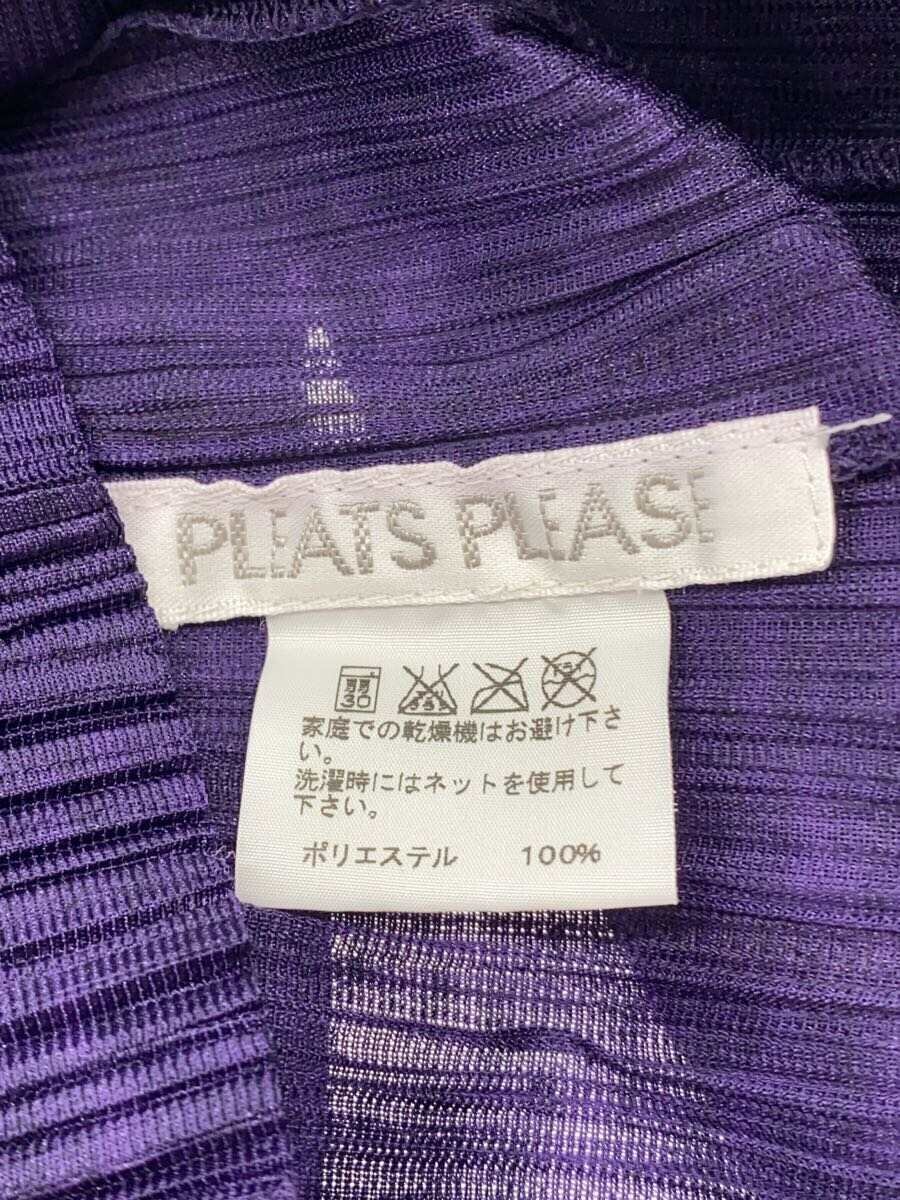 PLEATS PLEASE
30
家庭での乾燥機はお避け下さ
い。
洗濯時にはネットを使用して
下さい。
ポリエステル 100%